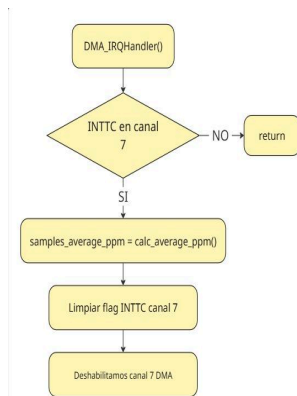 DMA_IRQHandler()
INTTC en canal
7
NO
return
SI
samples_average_ppm = calc_average_ppm()
Limpiar flag INTTC canal 7
Deshabilitamos canal 7 DMA